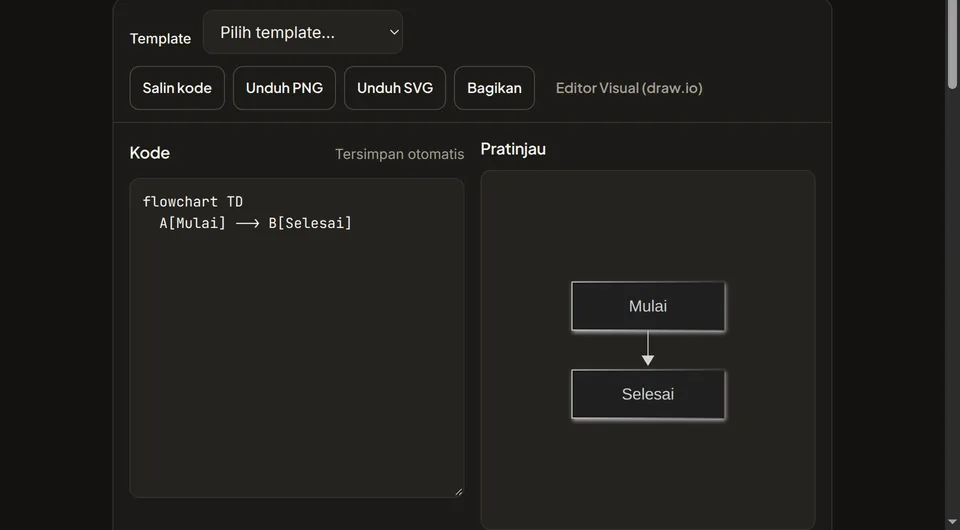 Template
Pilih template...
Salin kode
Unduh PNG
Unduh SVG
Bagikan
Editor Visual (draw.io)
Kode
Tersimpan otomatis
flowchart TD
A[Mulai] --> B[Selesai]
Pratinjau
Mulai
Selesai